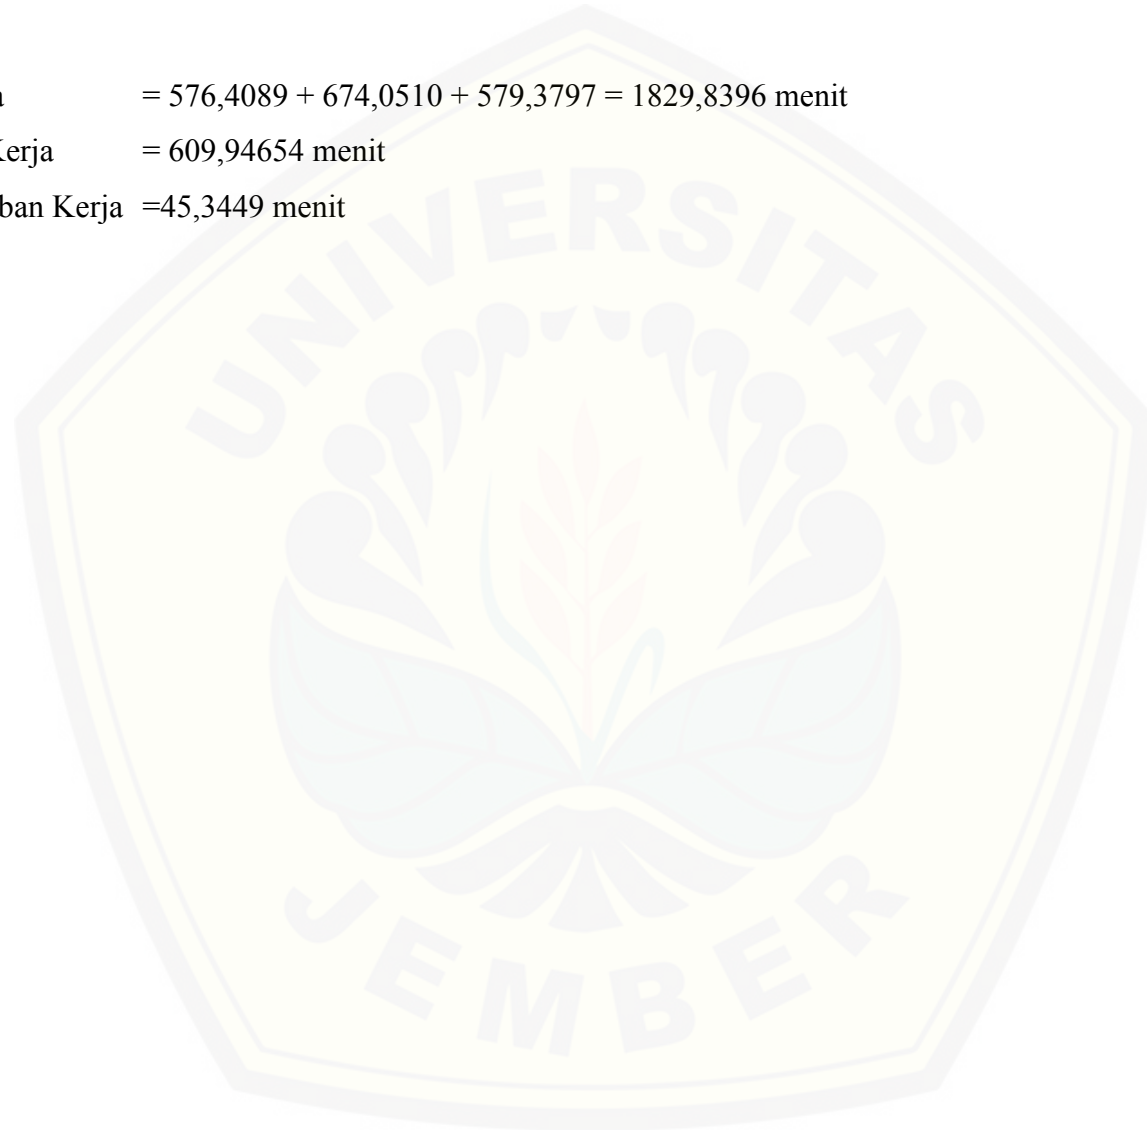 a = 576,4089 + 674,0510 + 579,3797 = 1829,8396 menit
Kerja = 609,94654 menit
ban Kerja =45,3449 menit
UNIVERSITAS
JEMBER